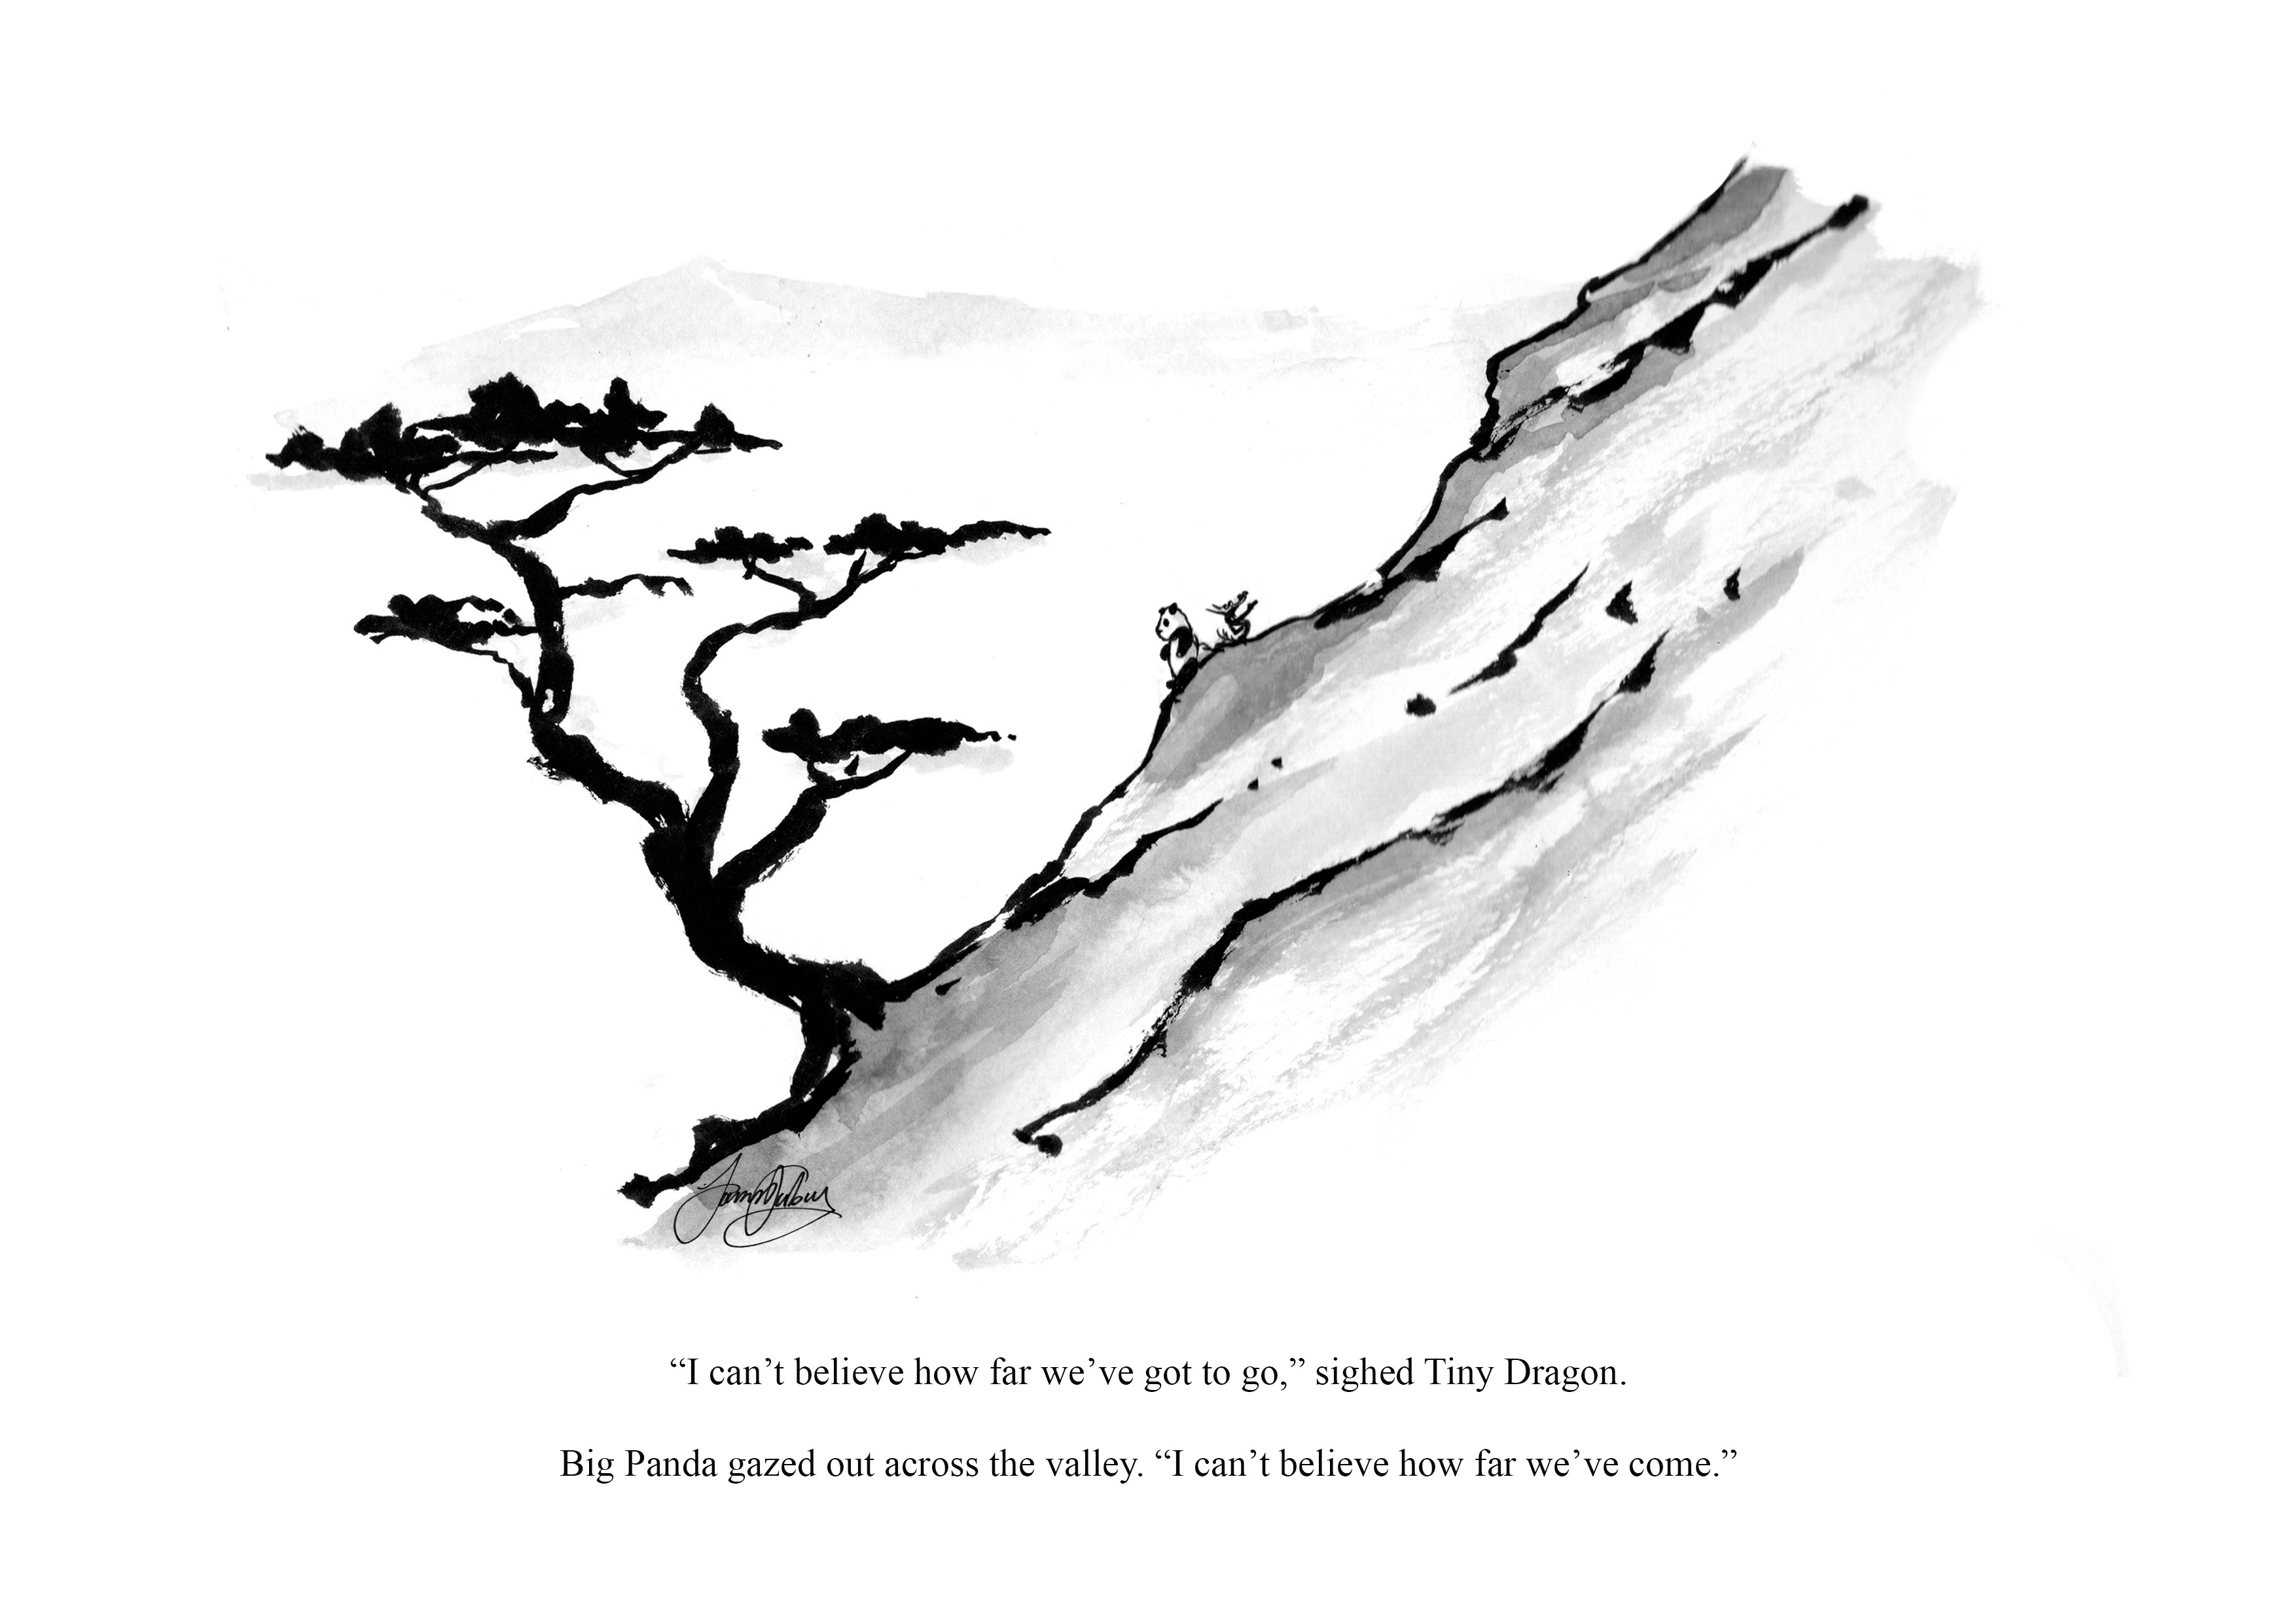 “I can’t believe how far we’ve got to go,” sighed Tiny Dragon.
Big Panda gazed out across the valley. “I can’t believe how far we’ve come.”